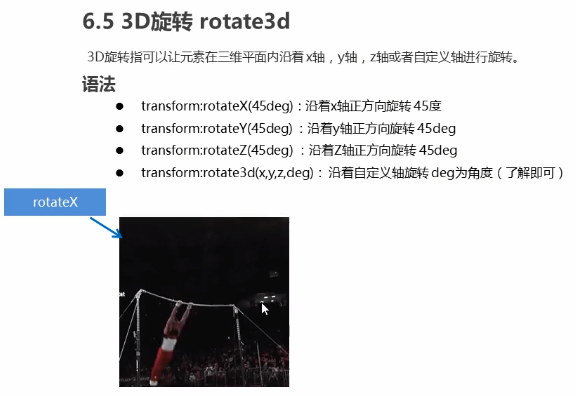 6.5 3D旋转 rotate3d
3D旋转指可以让元素在三维平面内沿着 x轴，y轴，z轴或者自定义轴进行旋转。
语法
● transform:rotateX(45deg)：沿着x轴正方向旋转 45度
● transform:rotateY(45deg) ：沿着y轴正方向旋转 45deg
● transform:rotateZ(45deg) ：沿着Z轴正方向旋转 45deg
● transform:rotate3d(x,y,z,deg)： 沿着自定义轴旋转 deg为角度（了解即可）
rotateX